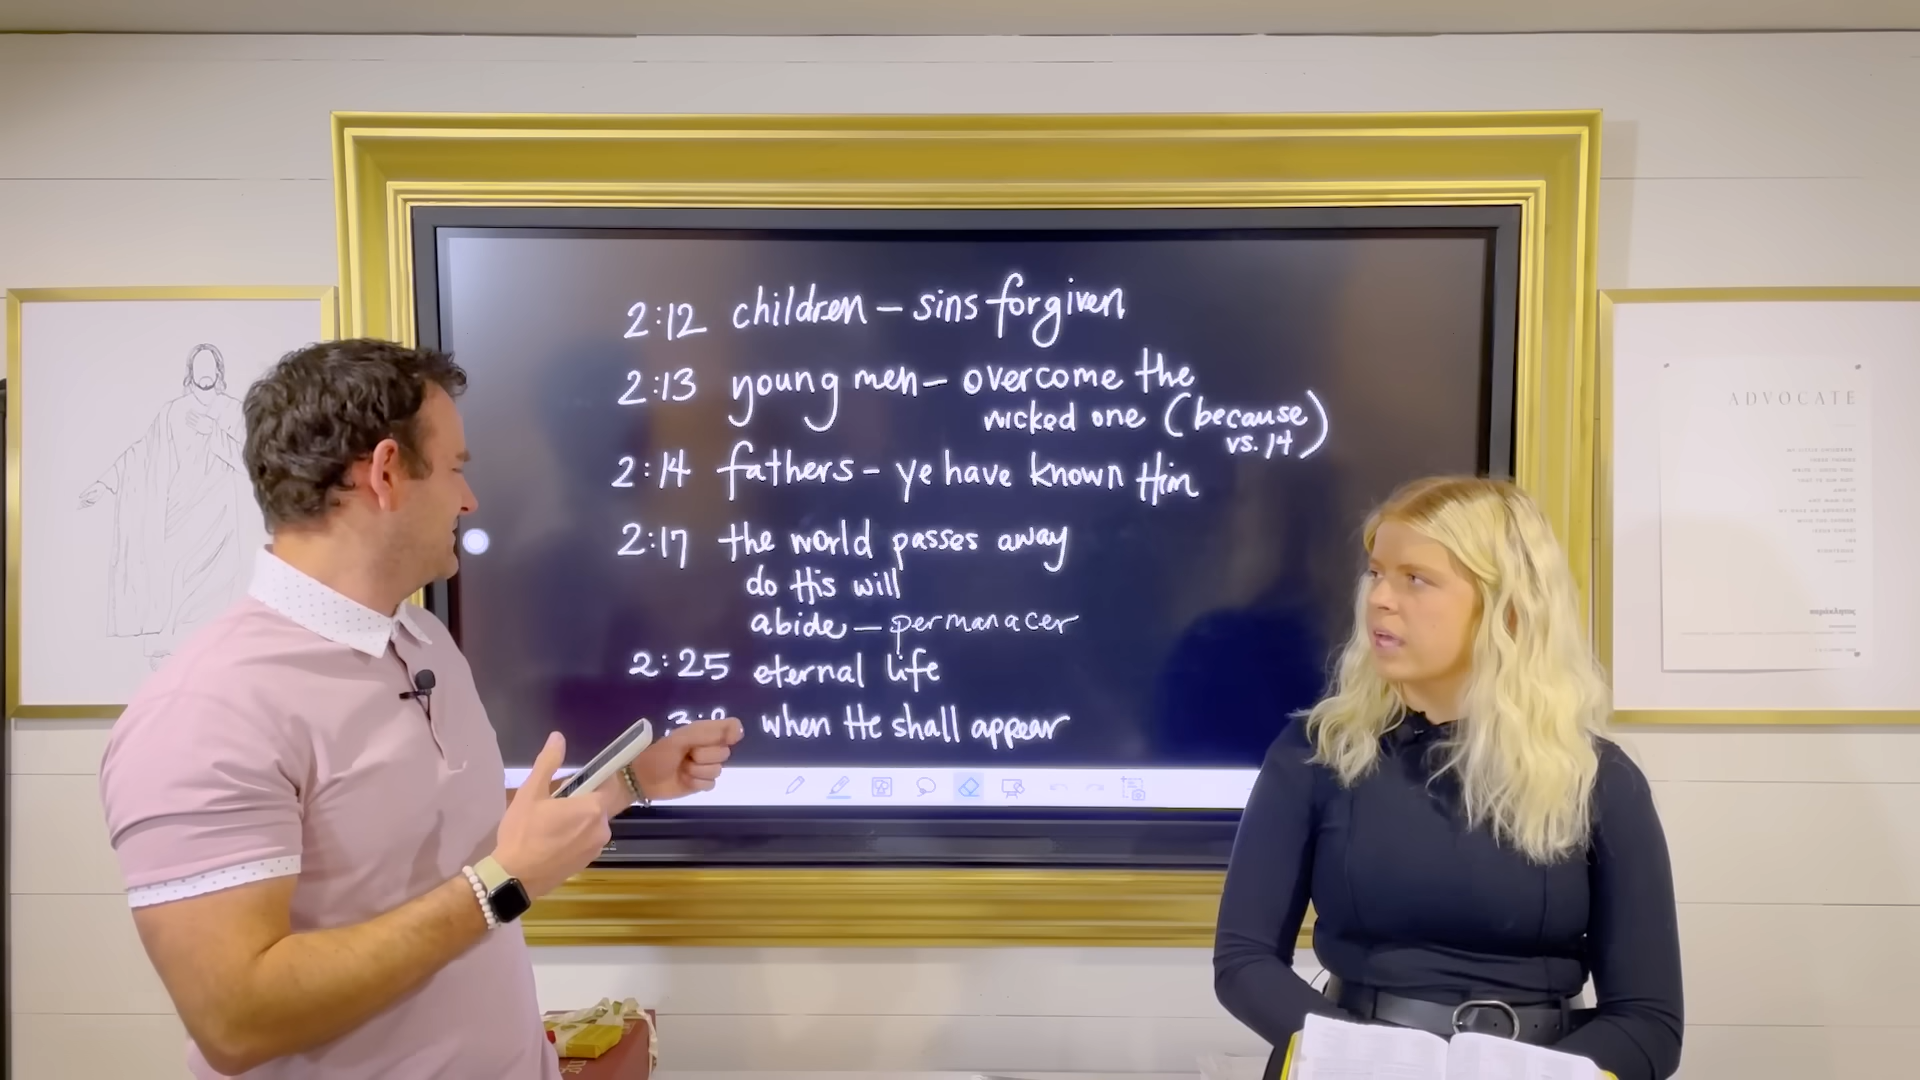 2:12 children – sins forgiven
2:13 young men – overcome the
wicked one (because
vs. 14)
2:14 fathers – ye have known Him
2:17 the world passes away
do His will
abide – permanacer
2:25 eternal life
when He shall appear
ADVOCATE